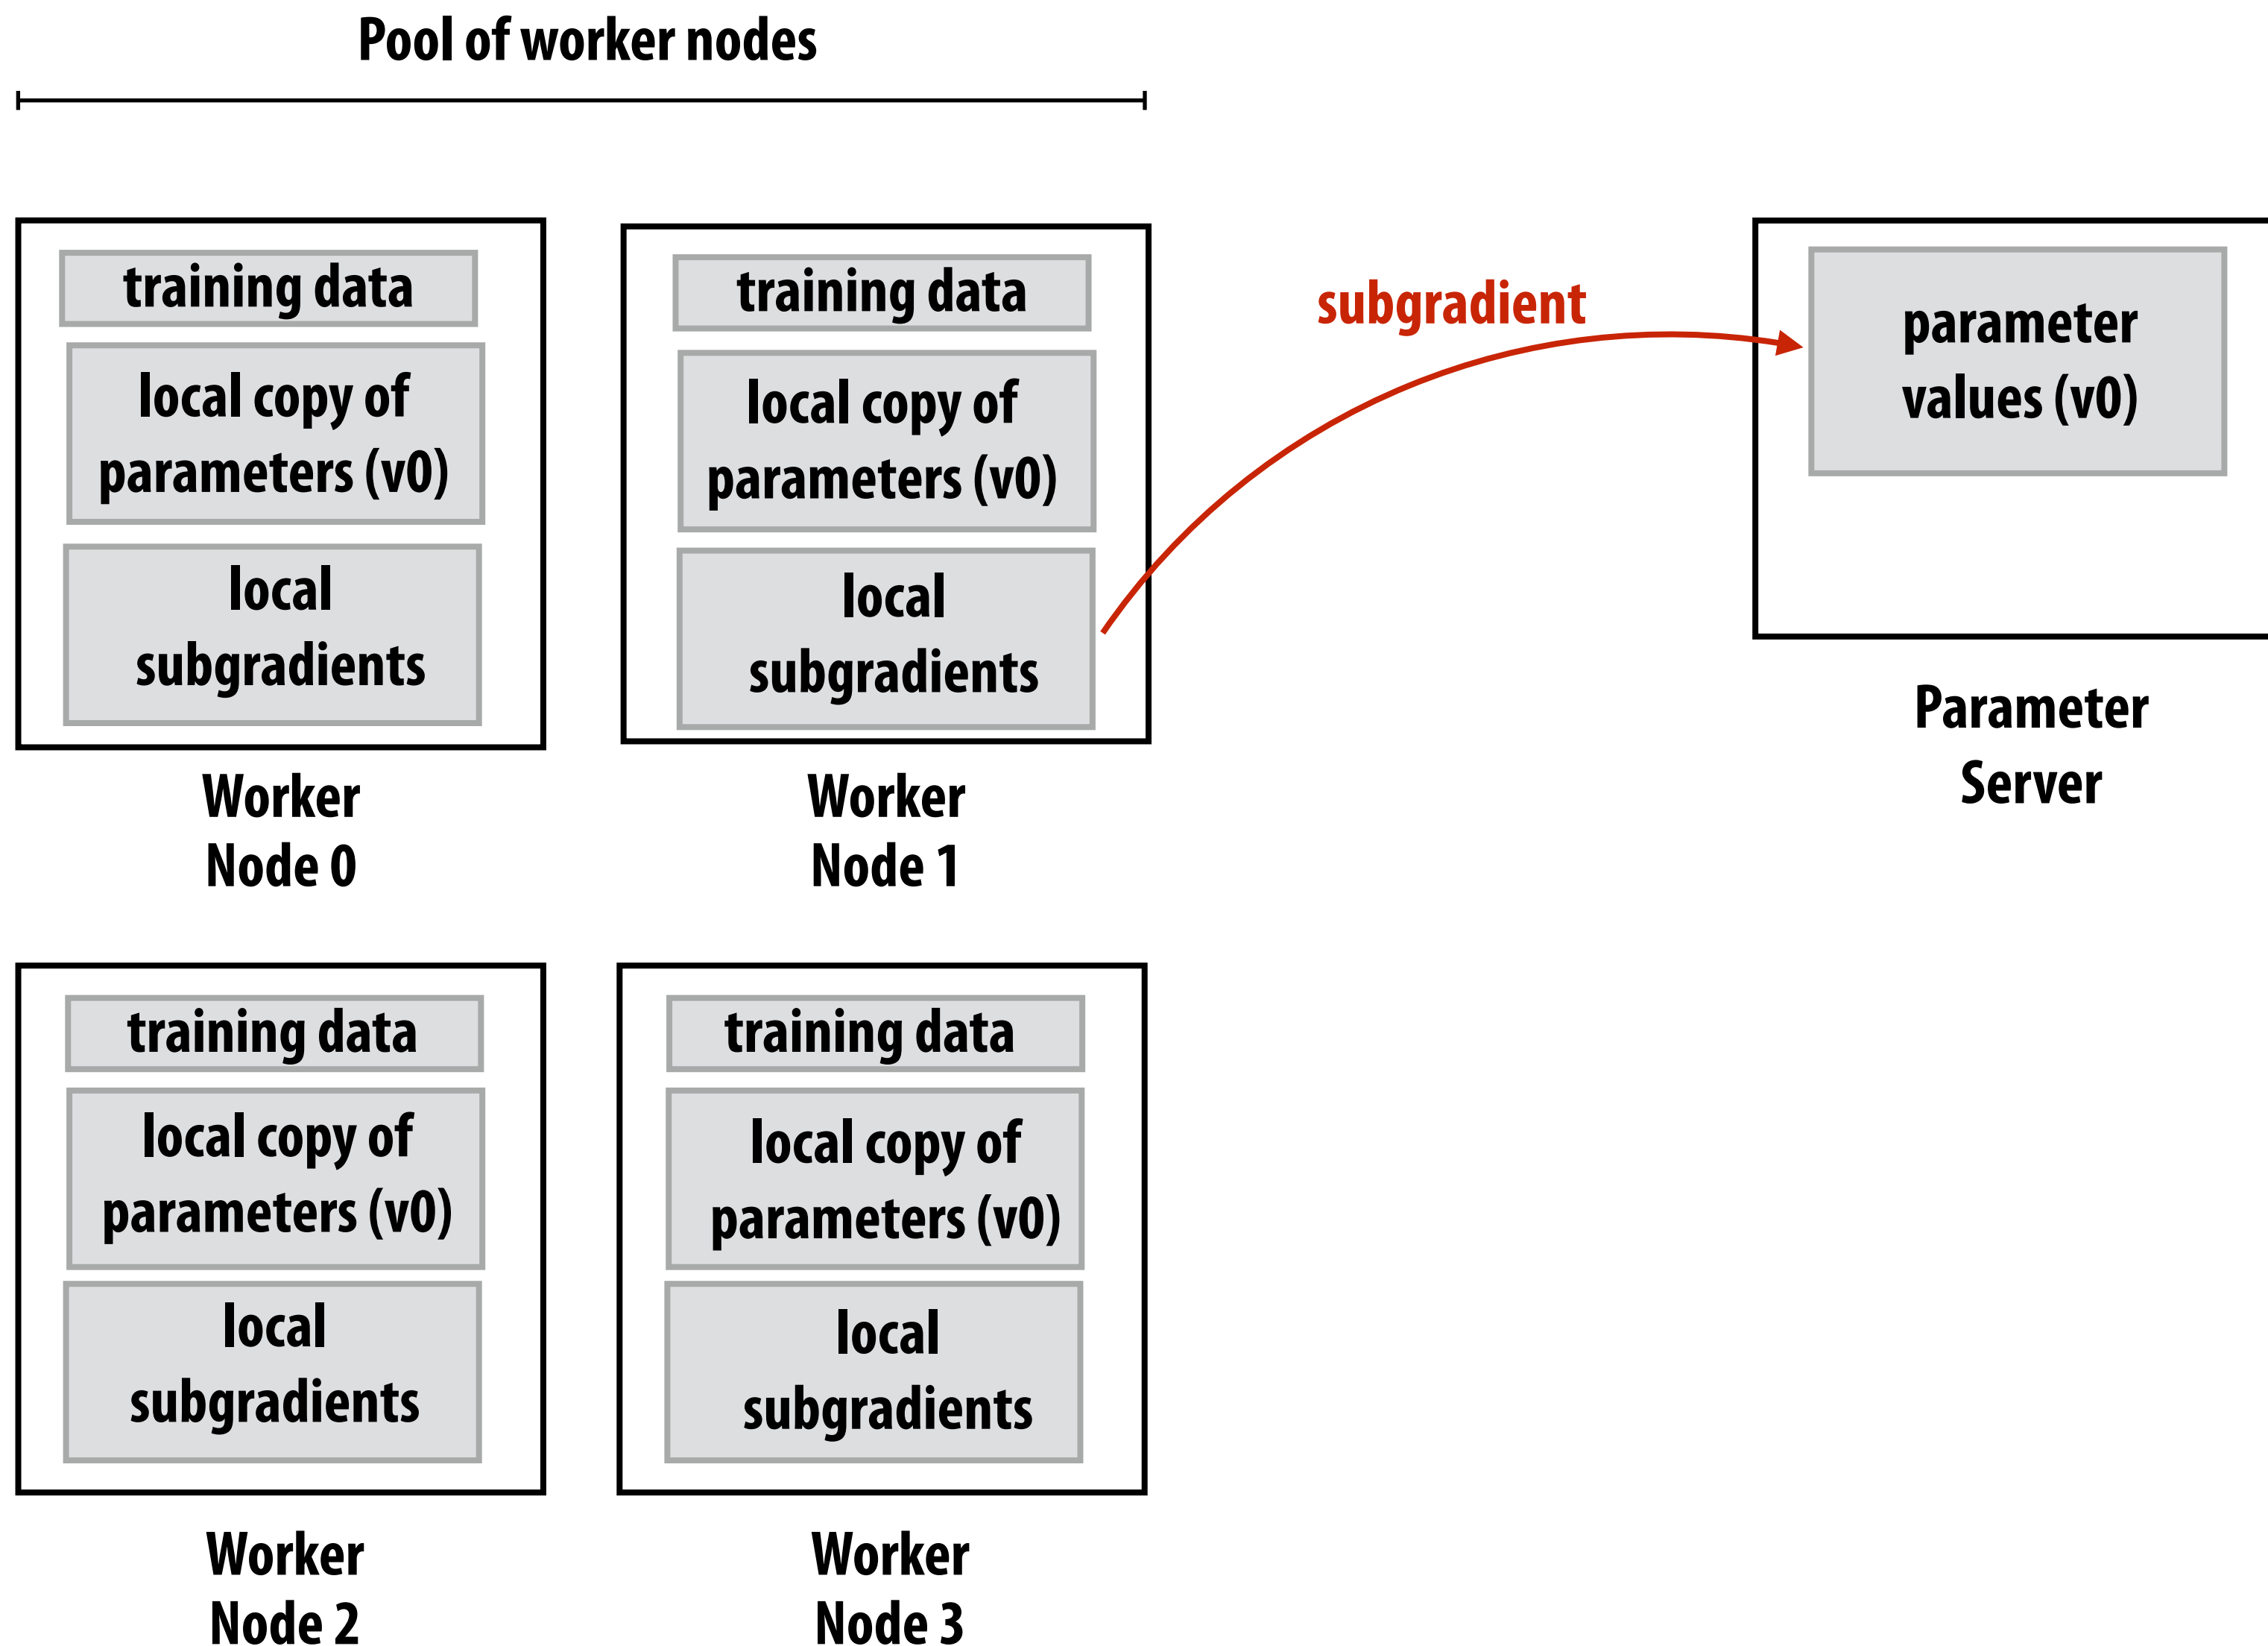 Pool of worker nodes
training data
local copy of
parameters (v0)
local
subgradients
Worker
Node 0
training data
local copy of
parameters (v0)
local
subgradients
Worker
Node 1
subgradient
parameter
values (v0)
Parameter
Server
training data
local copy of
parameters (v0)
local
subgradients
Worker
Node 2
training data
local copy of
parameters (v0)
local
subgradients
Worker
Node 3